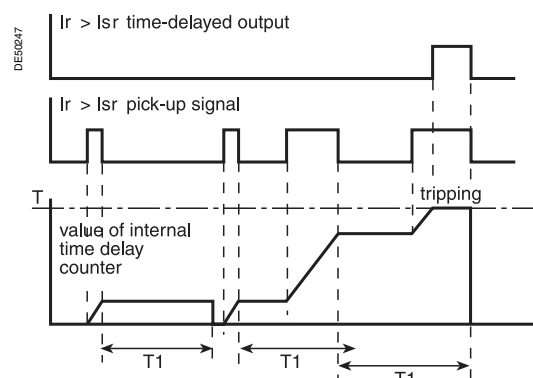 Ir > Isr time-delayed output
DE50247
Ir > Isr pick-up signal
T
tripping
value of internal
time delay
counter
T1
T1
T1